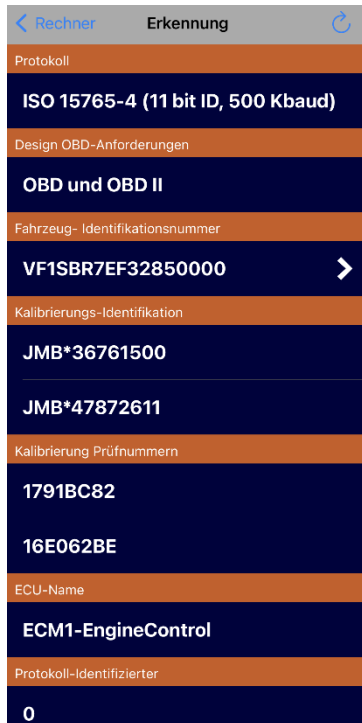 Rechner Erkennung
Protokoll
ISO 15765-4 (11 bit ID, 500 Kbaud)
Design OBD-Anforderungen
OBD und OBD II
Fahrzeug- Identifikationsnummer
VF1SBR7EF32850000
Kalibrierungs-Identifikation
JMB*36761500
JMB*47872611
Kalibrierung Prüfnummern
1791BC82
16E062BE
ECU-Name
ECM1-EngineControl
Protokoll-Identifizierter
0